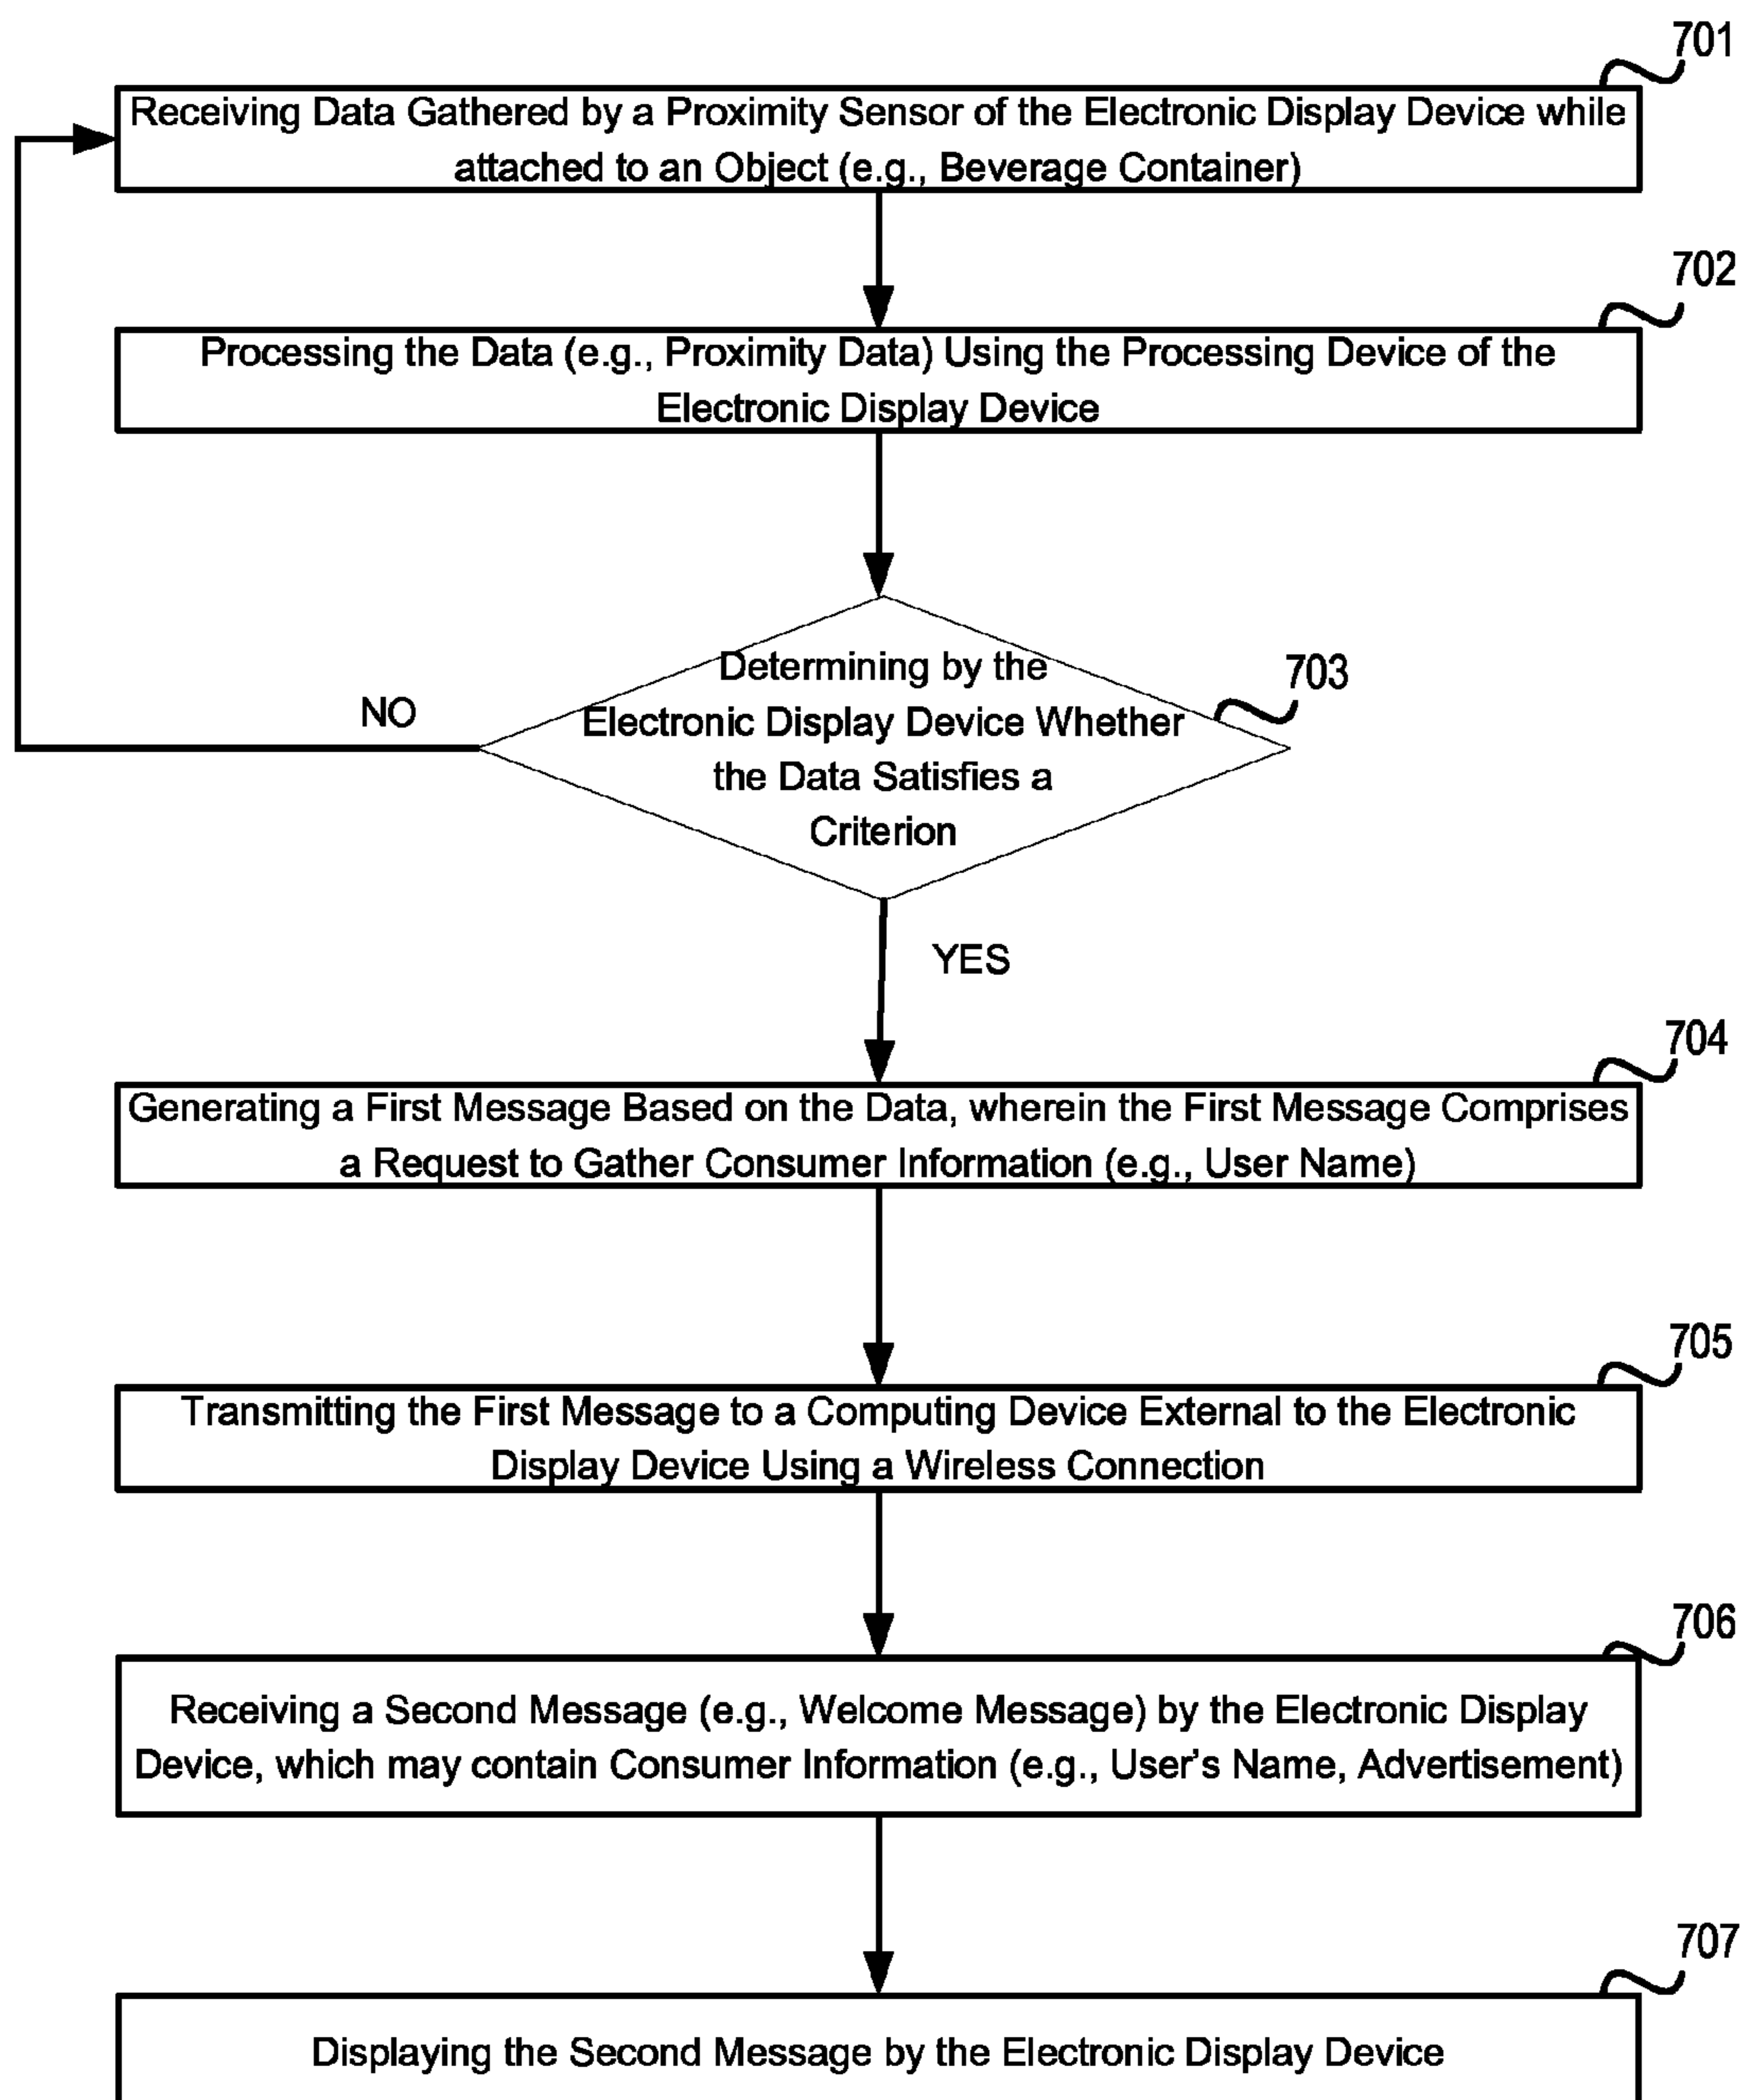 701
Receiving Data Gathered by a Proximity Sensor of the Electronic Display Device while
attached to an Object (e.g., Beverage Container)
702
Processing the Data (e.g., Proximity Data) Using the Processing Device of the
Electronic Display Device
703
Determining by the
Electronic Display Device Whether
the Data Satisfies a
Criterion
NO
YES
704
Generating a First Message Based on the Data, wherein the First Message Comprises
a Request to Gather Consumer Information (e.g., User Name)
705
Transmitting the First Message to a Computing Device External to the Electronic
Display Device Using a Wireless Connection
706
Receiving a Second Message (e.g., Welcome Message) by the Electronic Display
Device, which may contain Consumer Information (e.g., User's Name, Advertisement)
707
Displaying the Second Message by the Electronic Display Device